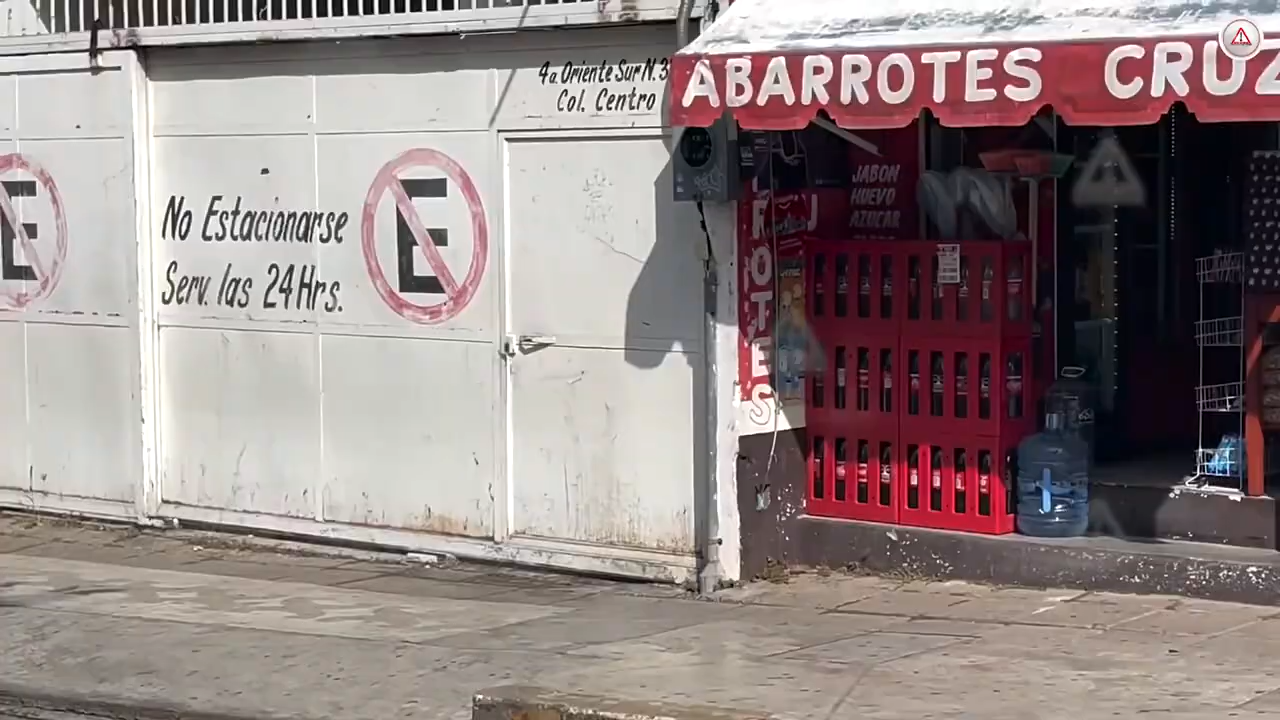 4a Oriente Sur N.3
Col. Centro
No Estacionarse
Serv. las 24 Hrs.
E
E
ABARROTES CRUZ
JABON
HUEVO
AZUCAR
ROTES